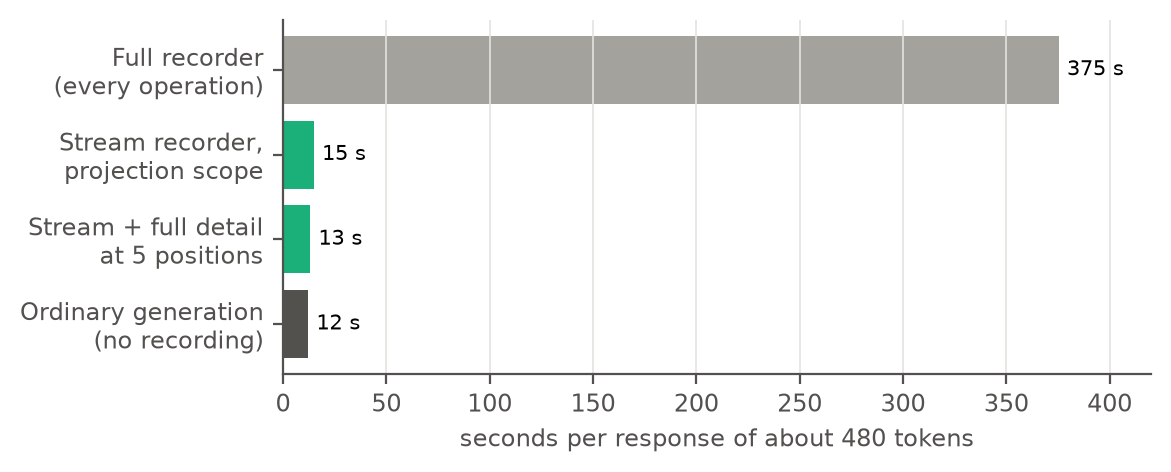 Full recorder
(every operation)
375 s
Stream recorder,
projection scope
15 s
Stream + full detail
at 5 positions
13 s
Ordinary generation
(no recording)
12 s
0 50 100 150 200 250 300 350 400
seconds per response of about 480 tokens